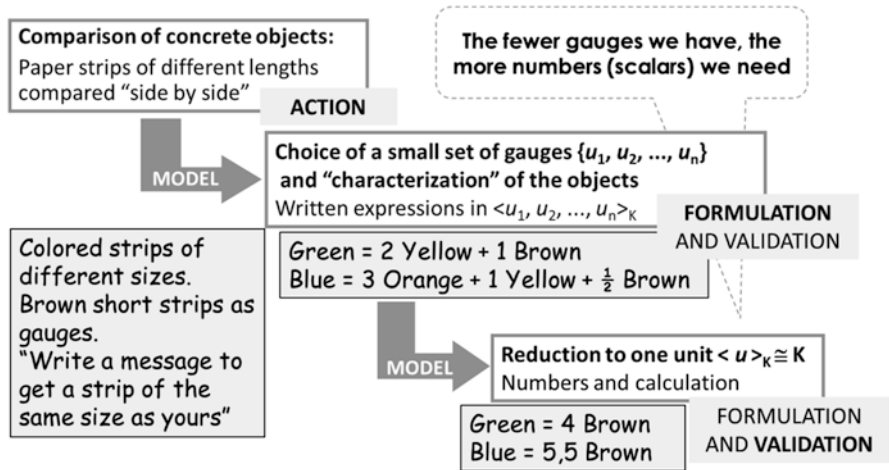 Comparison of concrete objects:
Paper strips of different lengths
compared “side by side”
ACTION
The fewer gauges we have, the
more numbers (scalars) we need
MODEL
Choice of a small set of gauges {u₁, u₂, ..., uₙ}
and “characterization” of the objects
Written expressions in <u₁, u₂, ..., uₙ>K
FORMULATION
AND VALIDATION
Colored strips of
different sizes.
Brown short strips as
gauges.
“Write a message to
get a strip of the
same size as yours”
Green = 2 Yellow + 1 Brown
Blue = 3 Orange + 1 Yellow + ½ Brown
MODEL
Reduction to one unit < u >K ≅ K
Numbers and calculation
FORMULATION
AND VALIDATION
Green = 4 Brown
Blue = 5,5 Brown